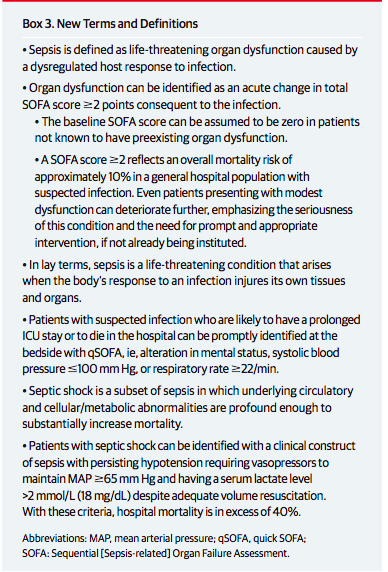 Box 3. New Terms and Definitions
• Sepsis is defined as life-threatening organ dysfunction caused by
a dysregulated host response to infection.
• Organ dysfunction can be identified as an acute change in total
SOFA score ≥2 points consequent to the infection.
• The baseline SOFA score can be assumed to be zero in patients
not known to have preexisting organ dysfunction.
• A SOFA score ≥2 reflects an overall mortality risk of
approximately 10% in a general hospital population with
suspected infection. Even patients presenting with modest
dysfunction can deteriorate further, emphasizing the seriousness
of this condition and the need for prompt and appropriate
intervention, if not already being instituted.
• In lay terms, sepsis is a life-threatening condition that arises
when the body's response to an infection injures its own tissues
and organs.
• Patients with suspected infection who are likely to have a prolonged
ICU stay or to die in the hospital can be promptly identified at the
bedside with qSOFA, ie, alteration in mental status, systolic blood
pressure ≤100 mm Hg, or respiratory rate ≥22/min.
• Septic shock is a subset of sepsis in which underlying circulatory
and cellular/metabolic abnormalities are profound enough to
substantially increase mortality.
• Patients with septic shock can be identified with a clinical construct
of sepsis with persisting hypotension requiring vasopressors to
maintain MAP ≥65 mm Hg and having a serum lactate level
>2 mmol/L (18 mg/dL) despite adequate volume resuscitation.
With these criteria, hospital mortality is in excess of 40%.
Abbreviations: MAP, mean arterial pressure; qSOFA, quick SOFA;
SOFA: Sequential [Sepsis-related] Organ Failure Assessment.